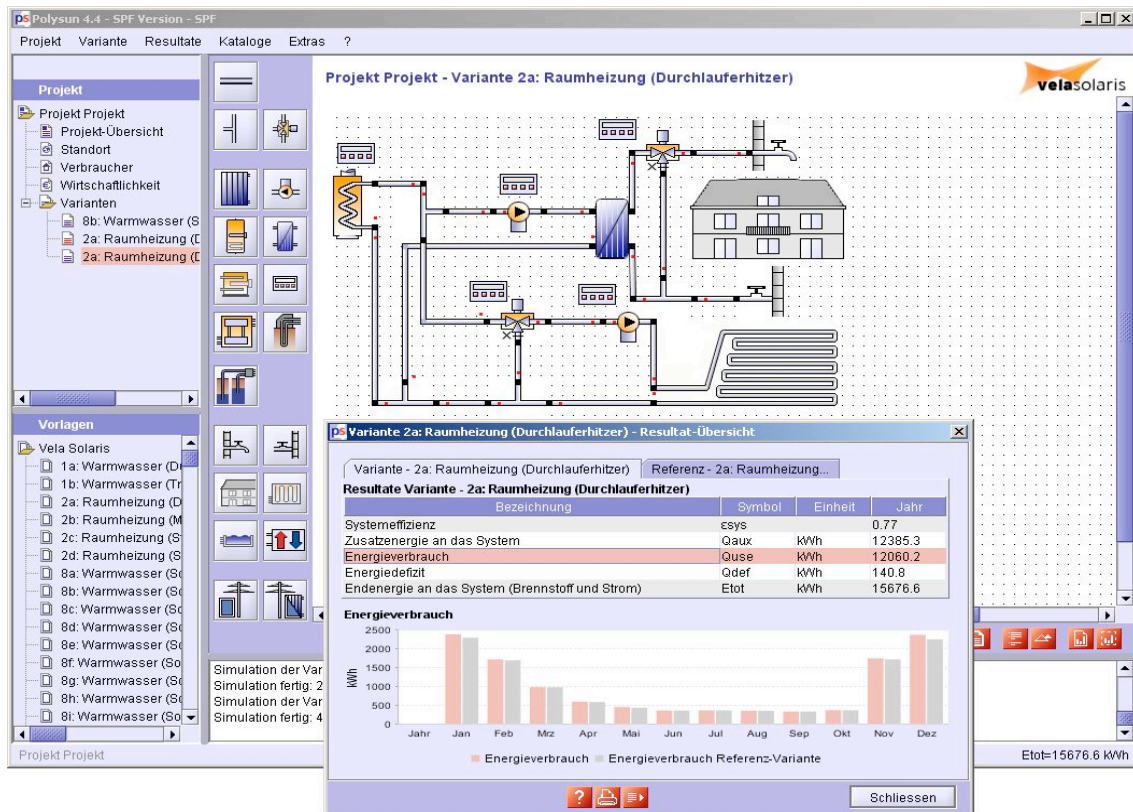 Polysun 4.4 - SPF Version - SPF
Projekt Variante Resultate Kataloge Extras ?
Projekt
Projekt Projekt
Projekt-Übersicht
Standort
Verbraucher
Wirtschaftlichkeit
Varianten
8b: Warmwasser (S
2a: Raumheizung (D
2a: Raumheizung (D
Vorlagen
Vela Solaris
1a: Warmwasser (Du
1b: Warmwasser (Tr
2a: Raumheizung (D
2b: Raumheizung (M
2c: Raumheizung (S
2d: Raumheizung (S
8a: Warmwasser (So
8b: Warmwasser (So
8c: Warmwasser (So
8d: Warmwasser (So
8e: Warmwasser (So
8f: Warmwasser (So
8g: Warmwasser (So
8h: Warmwasser (So
8i: Warmwasser (So
Projekt Projekt - Variante 2a: Raumheizung (Durchlauferhitzer)
velasolaris
Simulation der Var
Simulation fertig: 2
Simulation der Var
Simulation fertig: 4
Variante 2a: Raumheizung (Durchlauferhitzer) - Resultat-Übersicht
Variante - 2a: Raumheizung (Durchlauferhitzer) Referenz - 2a: Raumheizung...
Resultate Variante - 2a: Raumheizung (Durchlauferhitzer)
Bezeichnung Symbol Einheit Jahr
Systemeffizienz εsys 0.77
Zusatzenergie an das System Qaux kWh 12385.3
Energieverbrauch Quse kWh 12060.2
Energiedefizit Qdef kWh 140.8
Endenergie an das System (Brennstoff und Strom) Etot kWh 15676.6
Energieverbrauch
kWh
2500
2000
1500
1000
500
0
Jahr Jan Feb Mrz Apr Mai Jun Jul Aug Sep Okt Nov Dez
Energieverbrauch Energieverbrauch Referenz-Variante
? Schliessen
Projekt Projekt Etot=15676.6 kWh